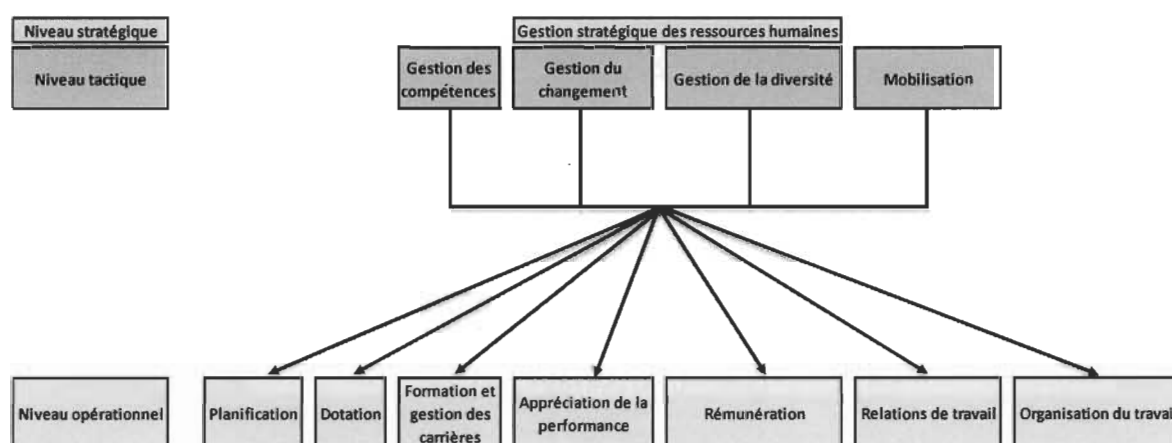 Niveau stratégique
Gestion stratégique des ressources humaines
Niveau tactique
Gestion des
compétences
Gestion du
changement
Gestion de la diversité
Mobilisation
Niveau opérationnel
Planification
Dotation
Formation et
gestion des
carrières
Appréciation de la
performance
Rémunération
Relations de travail
Organisation du travail